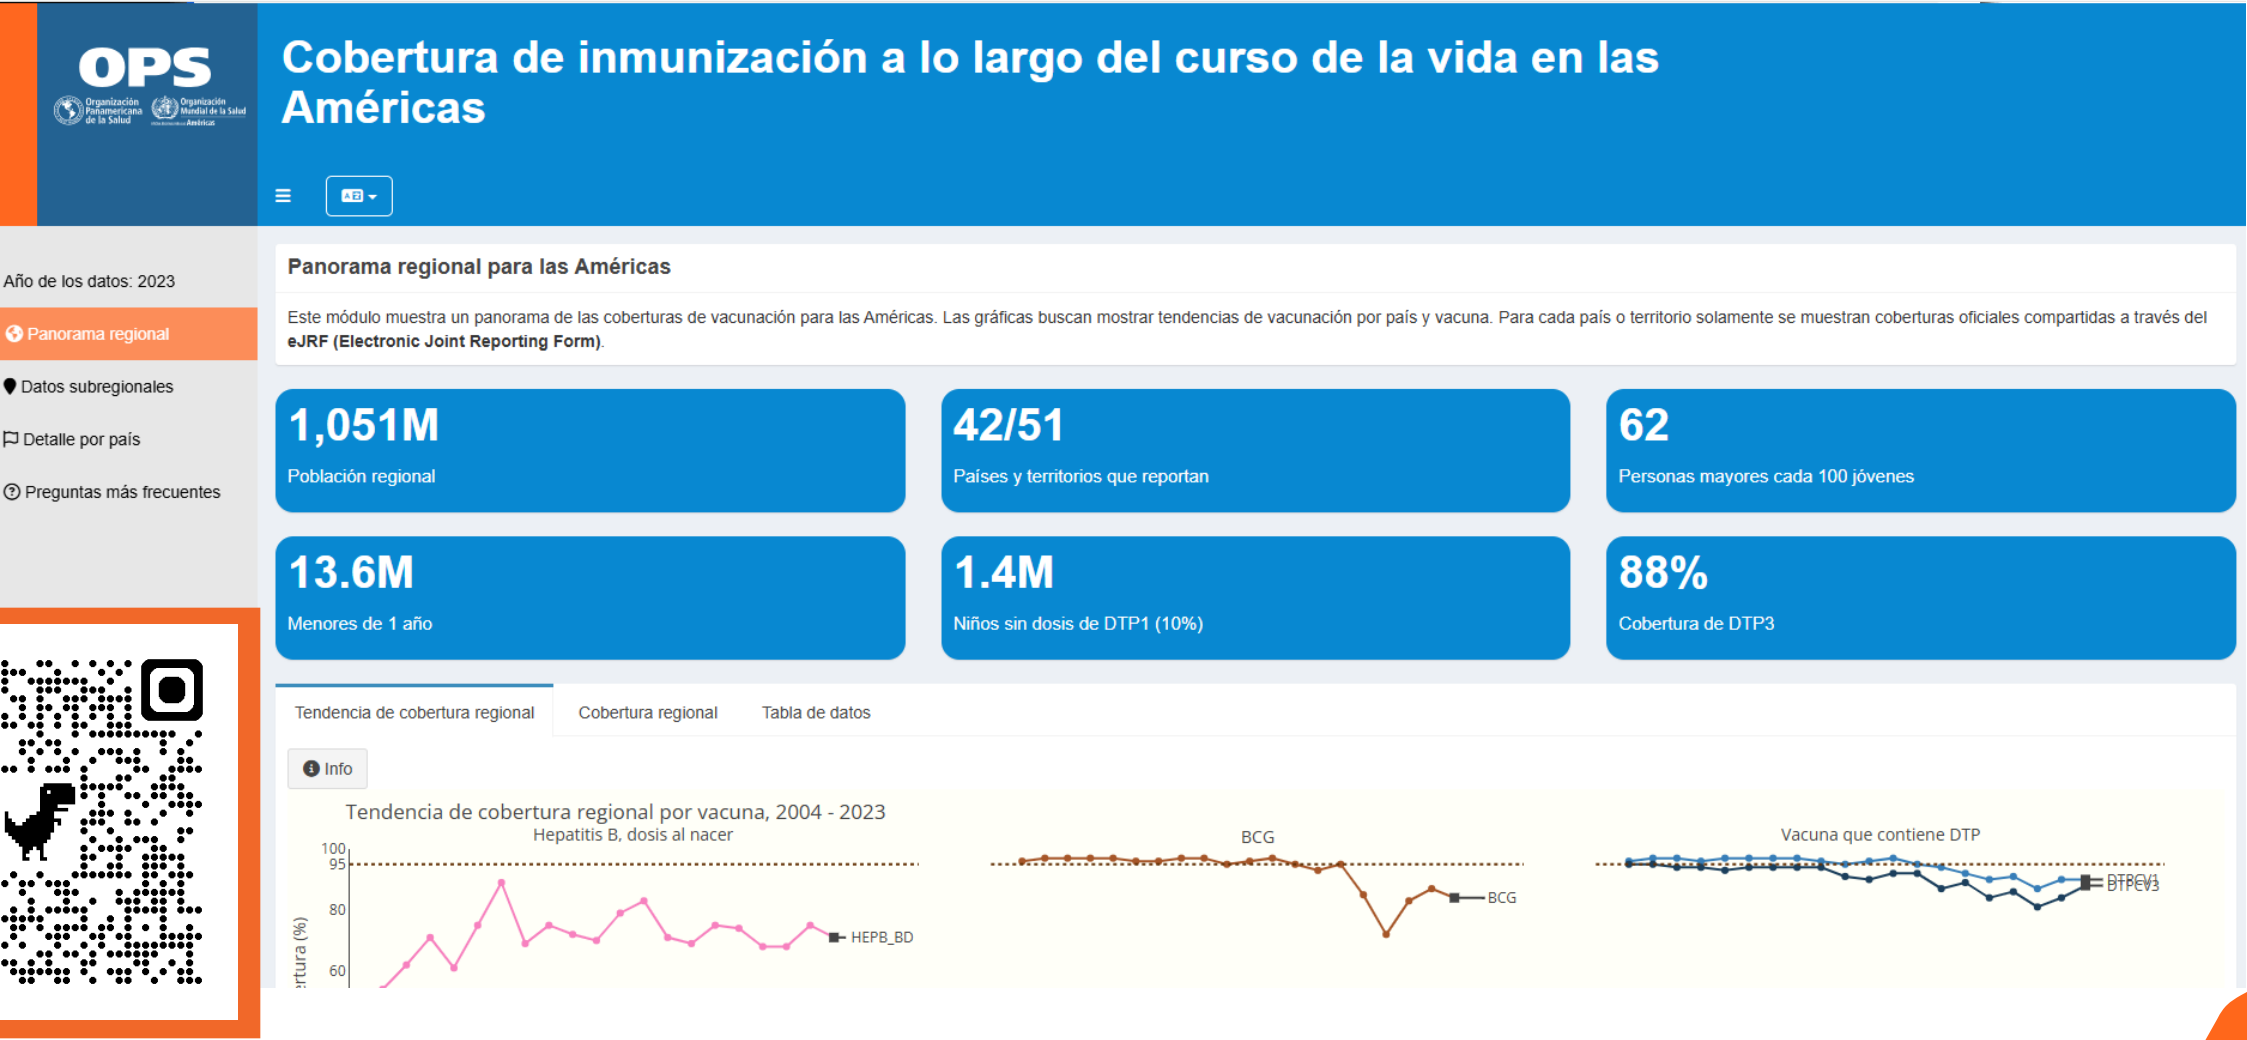 OPS
Organización
Panamericana
de la Salud
Organización
Mundial de la Salud
Américas
Cobertura de inmunización a lo largo del curso de la vida en las
Américas
Año de los datos: 2023
Panorama regional
Datos subregionales
Detalle por país
Preguntas más frecuentes
Panorama regional para las Américas
Este módulo muestra un panorama de las coberturas de vacunación para las Américas. Las gráficas buscan mostrar tendencias de vacunación por país y vacuna. Para cada país o territorio solamente se muestran coberturas oficiales compartidas a través del
eJRF (Electronic Joint Reporting Form).
1,051M
Población regional
42/51
Países y territorios que reportan
62
Personas mayores cada 100 jóvenes
13.6M
Menores de 1 año
1.4M
Niños sin dosis de DTP1 (10%)
88%
Cobertura de DTP3
Tendencia de cobertura regional
Cobertura regional
Tabla de datos
Info
Tendencia de cobertura regional por vacuna, 2004 - 2023
Hepatitis B, dosis al nacer
BCG
Vacuna que contiene DTP
100
95
80
60
HEPB_BD
BCG
DTPCV1
DTPCV3